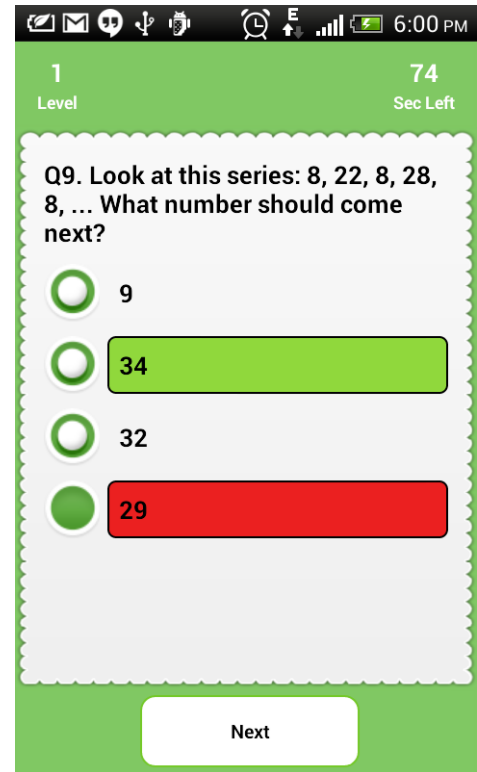 E 6:00 PM
1 74
Level Sec Left
Q9. Look at this series: 8, 22, 8, 28,
8, ... What number should come
next?
9
34
32
29
Next